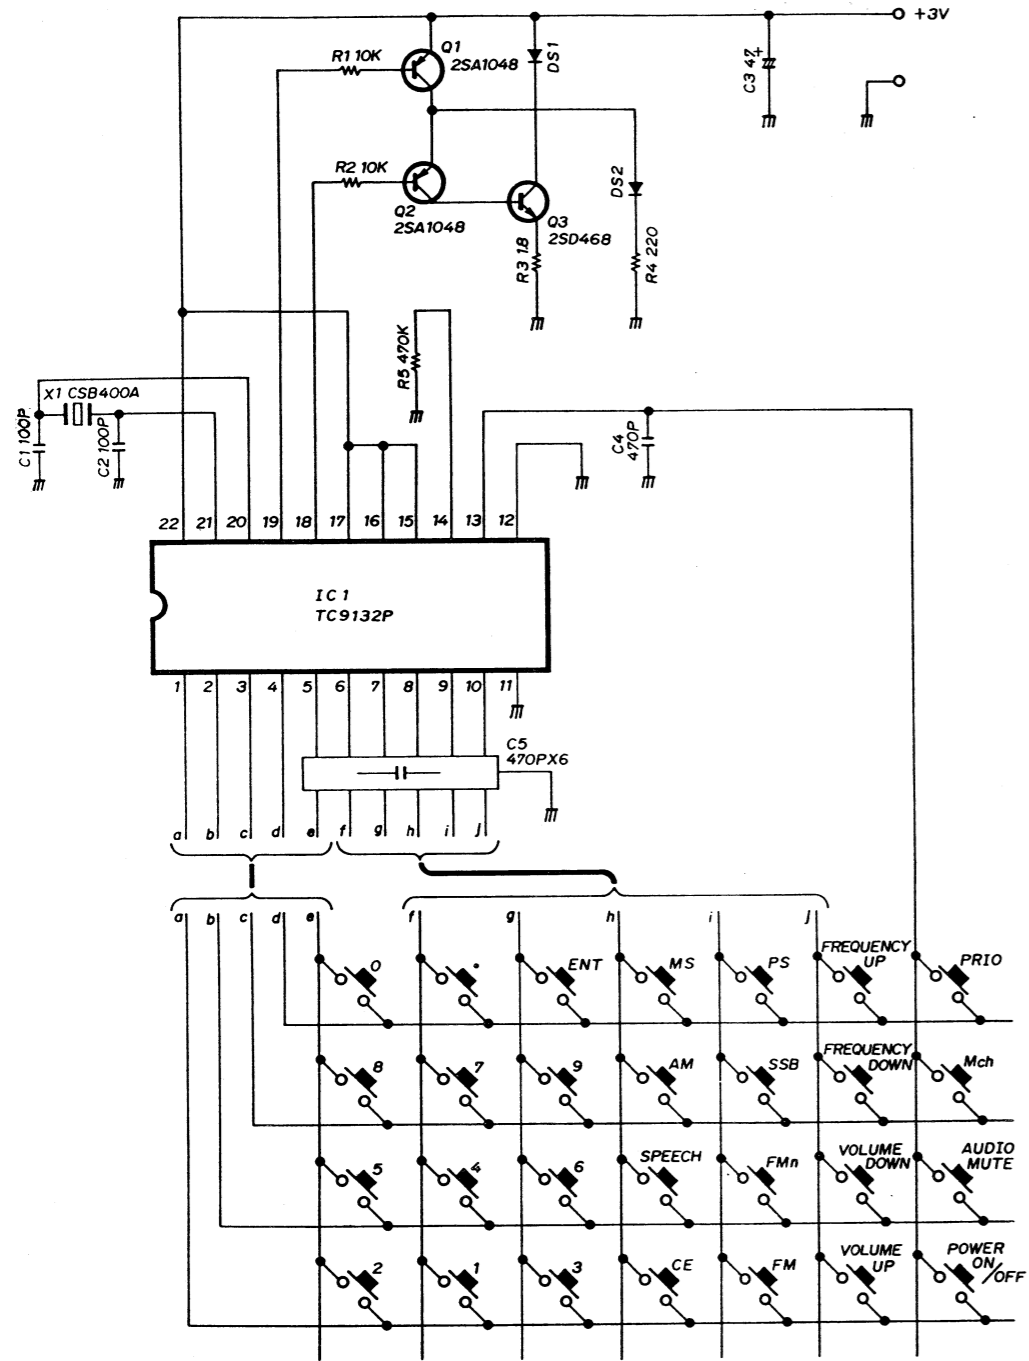 +3V
R1 10K
Q1
2SA1048
DS1
C3 47
+
R2 10K
Q2
2SA1048
DS2
Q3
2SD468
R3 1.8
R4 220
R5 470K
X1 CSB400A
C1 100P
C2 100P
C4
470P
22 21 20 19 18 17 16 15 14 13 12
IC1
TC9132P
1 2 3 4 5 6 7 8 9 10 11
C5
470PX6
a b c d e f g h i j
a b c d e f g h i j
0 • ENT MS PS FREQUENCY UP PRIO
8 7 9 AM SSB FREQUENCY DOWN Mch
5 4 6 SPEECH FMn VOLUME DOWN AUDIO MUTE
2 1 3 CE FM VOLUME UP POWER ON/OFF